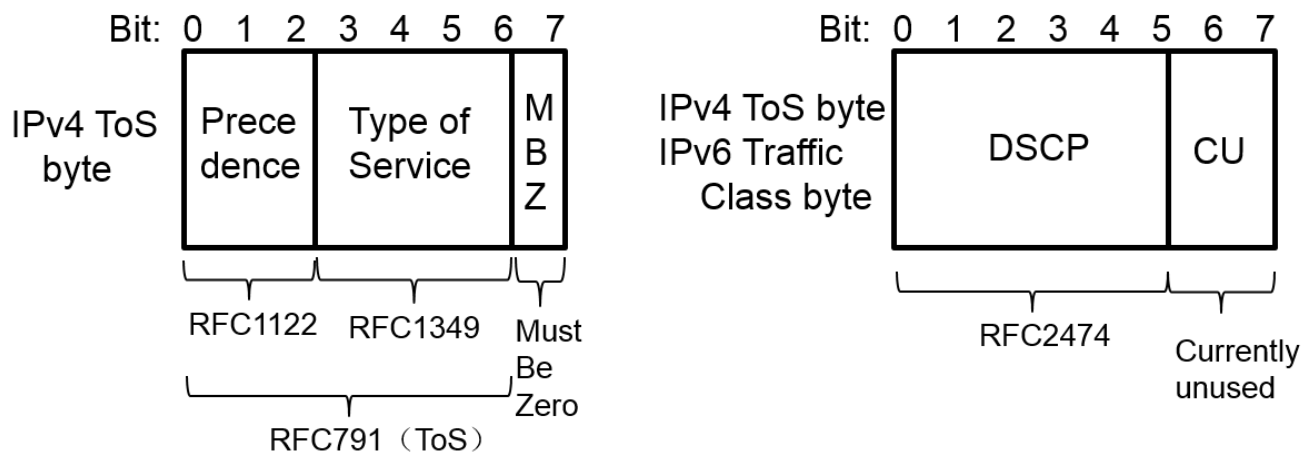 Bit: 0 1 2 3 4 5 6 7
IPv4 ToS
byte
Prece
dence
Type of
Service
M
B
Z
RFC1122
RFC1349
Must
Be
Zero
RFC791（ToS）
Bit: 0 1 2 3 4 5 6 7
IPv4 ToS byte
IPv6 Traffic
Class byte
DSCP
CU
RFC2474
Currently
unused